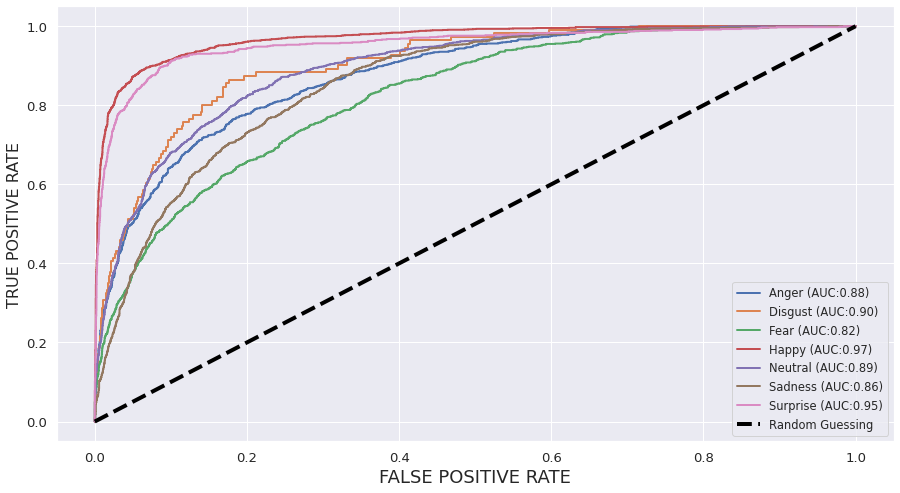 1.0
0.8
0.6
0.4
0.2
0.0
TRUE POSITIVE RATE
Anger (AUC:0.88)
Disgust (AUC:0.90)
Fear (AUC:0.82)
Happy (AUC:0.97)
Neutral (AUC:0.89)
Sadness (AUC:0.86)
Surprise (AUC:0.95)
Random Guessing
0.0 0.2 0.4 0.6 0.8 1.0
FALSE POSITIVE RATE